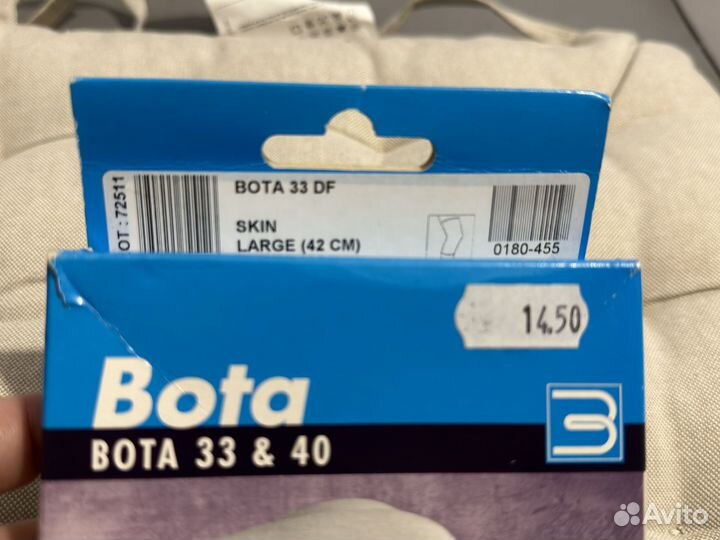 BOTA 33 DF
OT : 72511
SKIN
LARGE (42 CM)
0180-455
14.50
Bota
BOTA 33 & 40
Avito